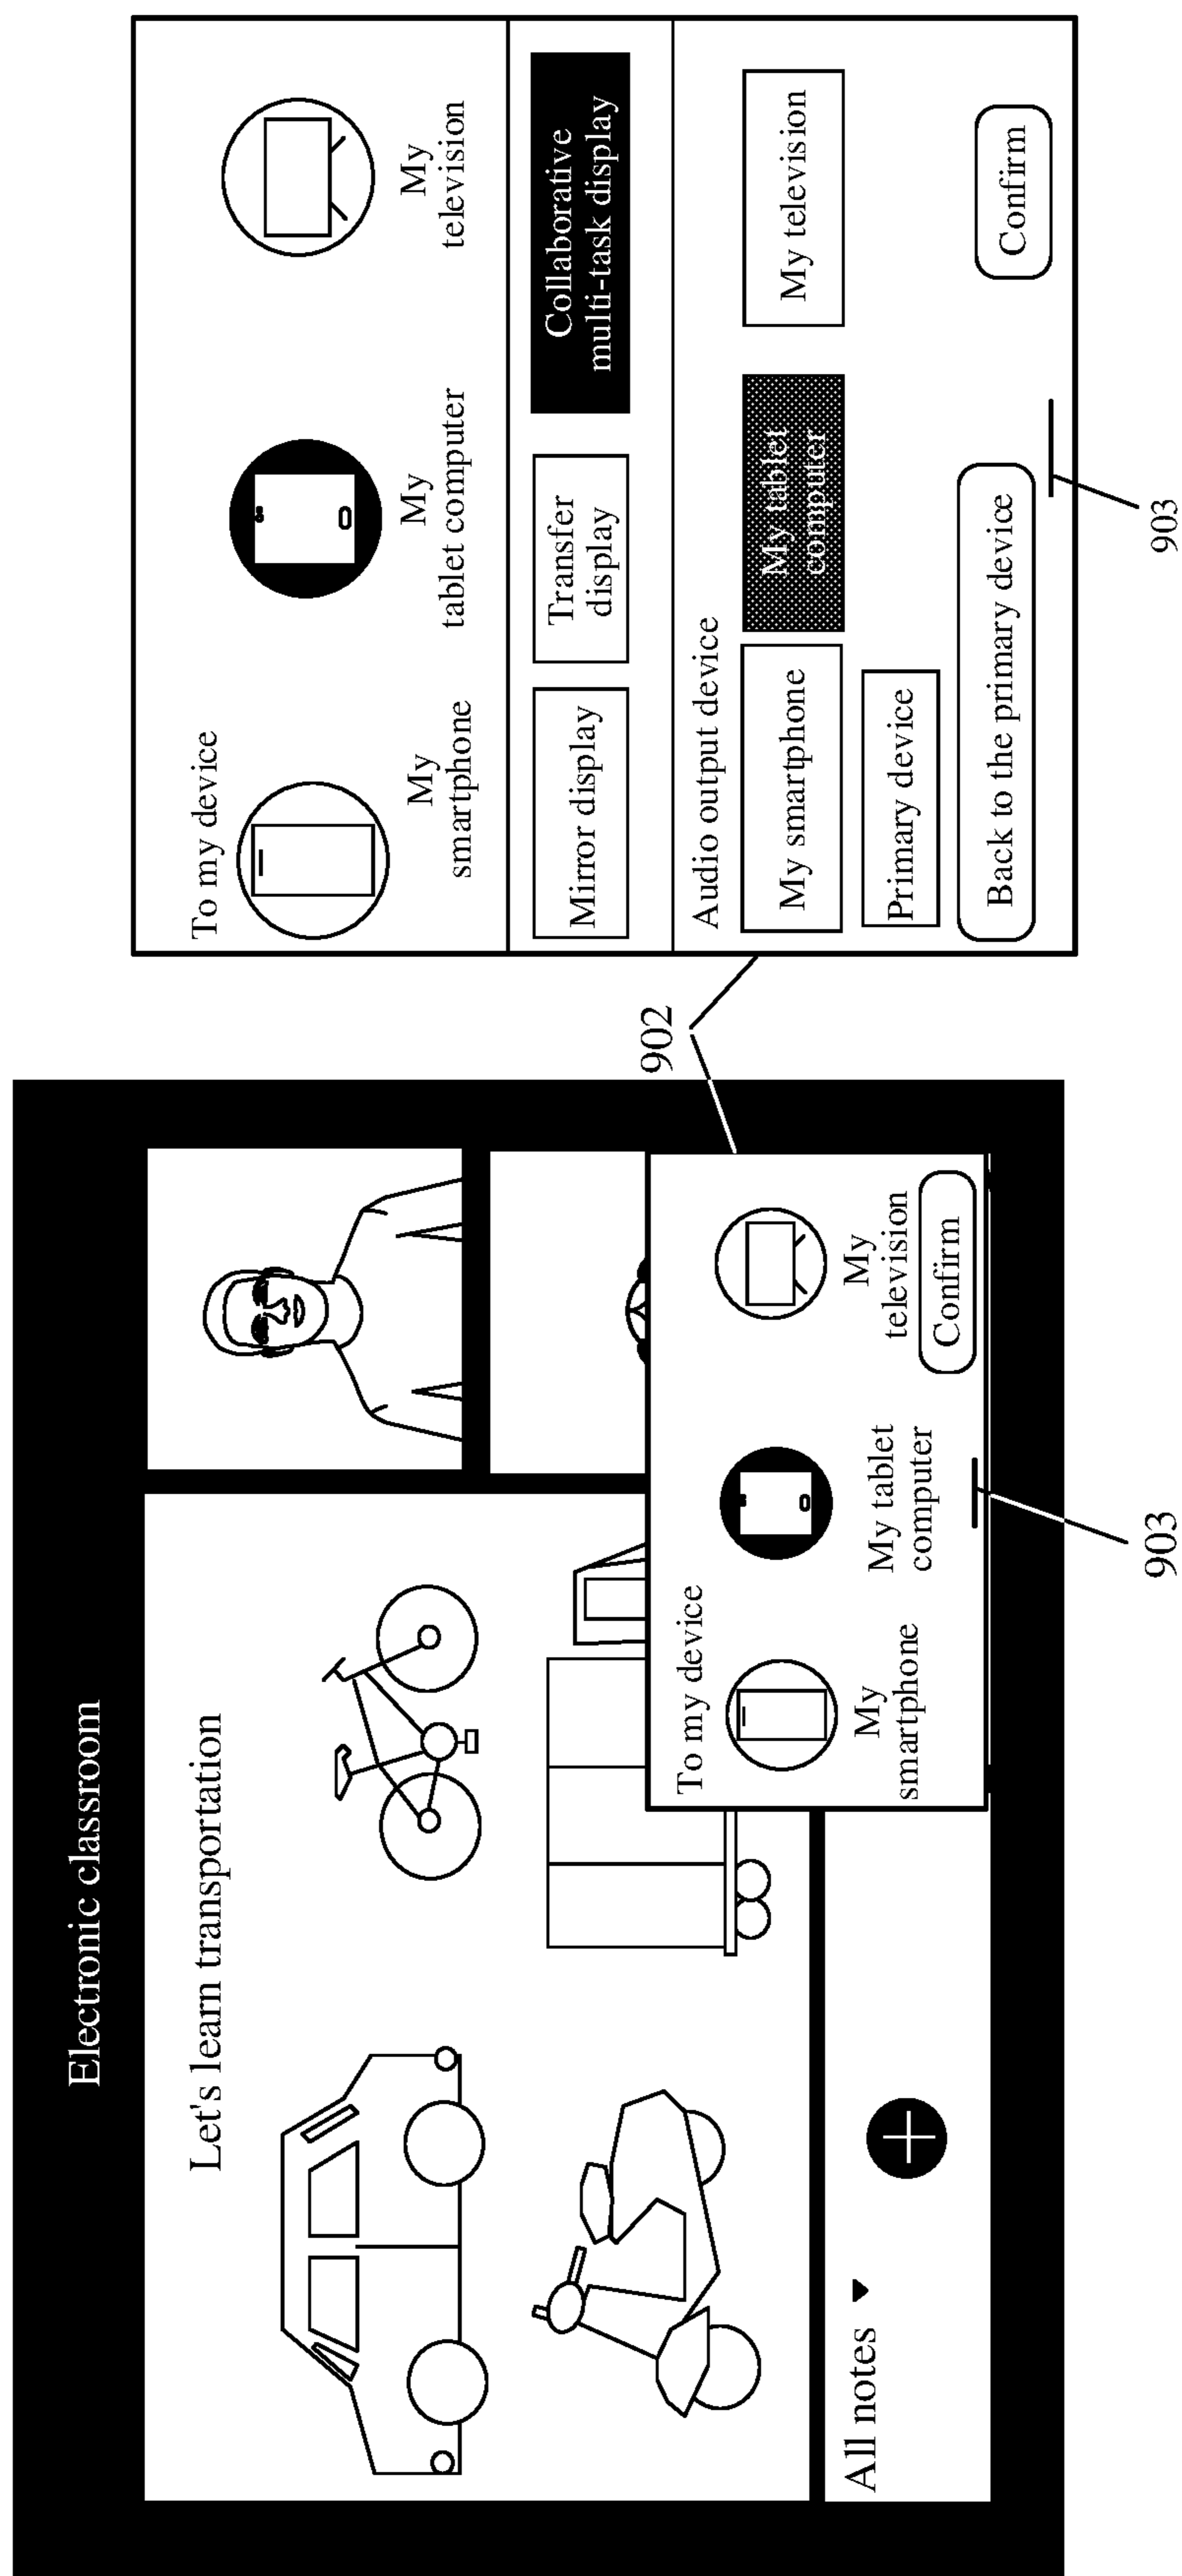 Electronic classroom
Let's learn transportation
All notes
To my device
My
smartphone
My tablet
computer
My
television
Confirm
903
902
To my device
My
smartphone
My
tablet computer
My
television
Mirror display
Transfer
display
Collaborative
multi-task display
Audio output device
My smartphone
My tablet
computer
My television
Primary device
Back to the primary device
Confirm
903